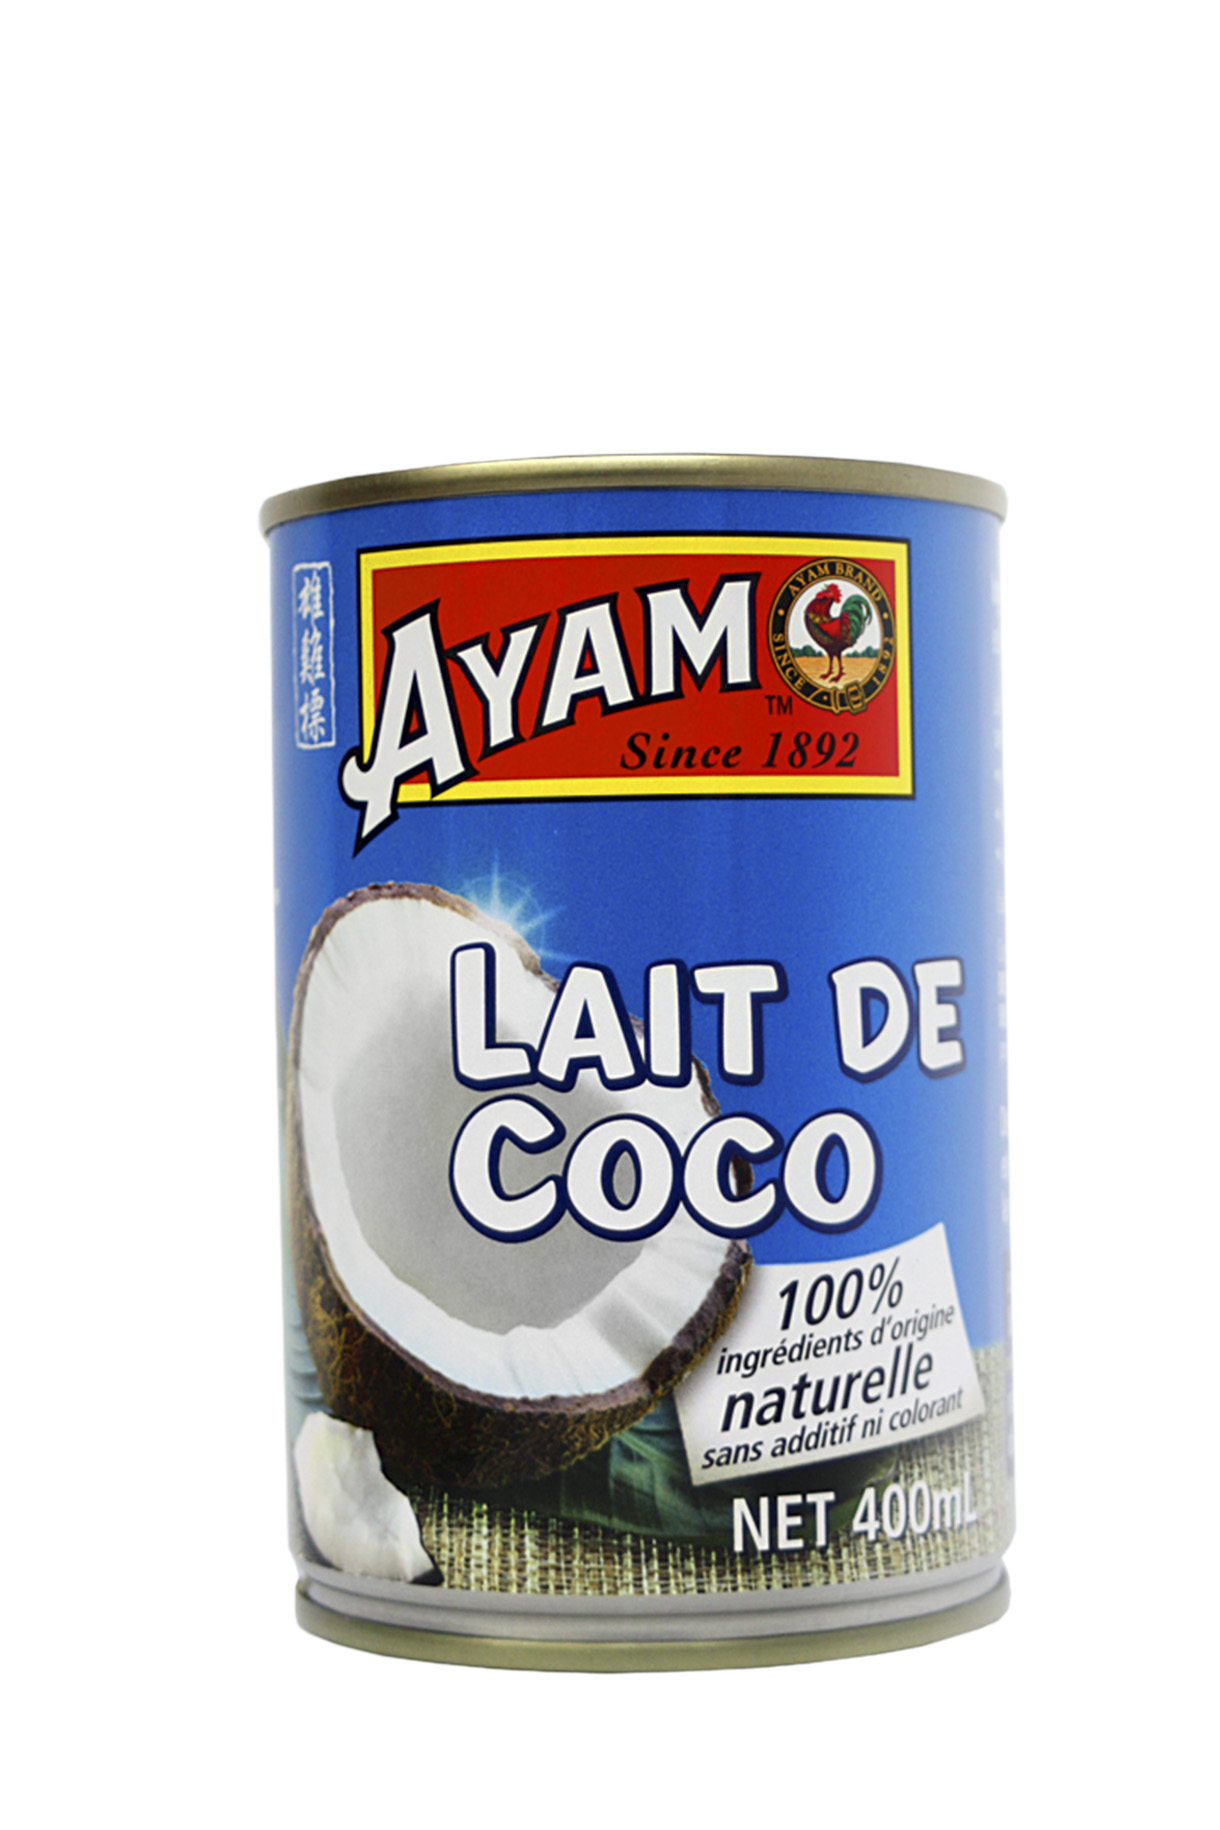 雄雞標
AYAM
TM
AYAM BRAND
SINCE 1892
Since 1892
LAIT DE
COCO
100%
ingrédients d'origine
naturelle
sans additif ni colorant
NET 400mL